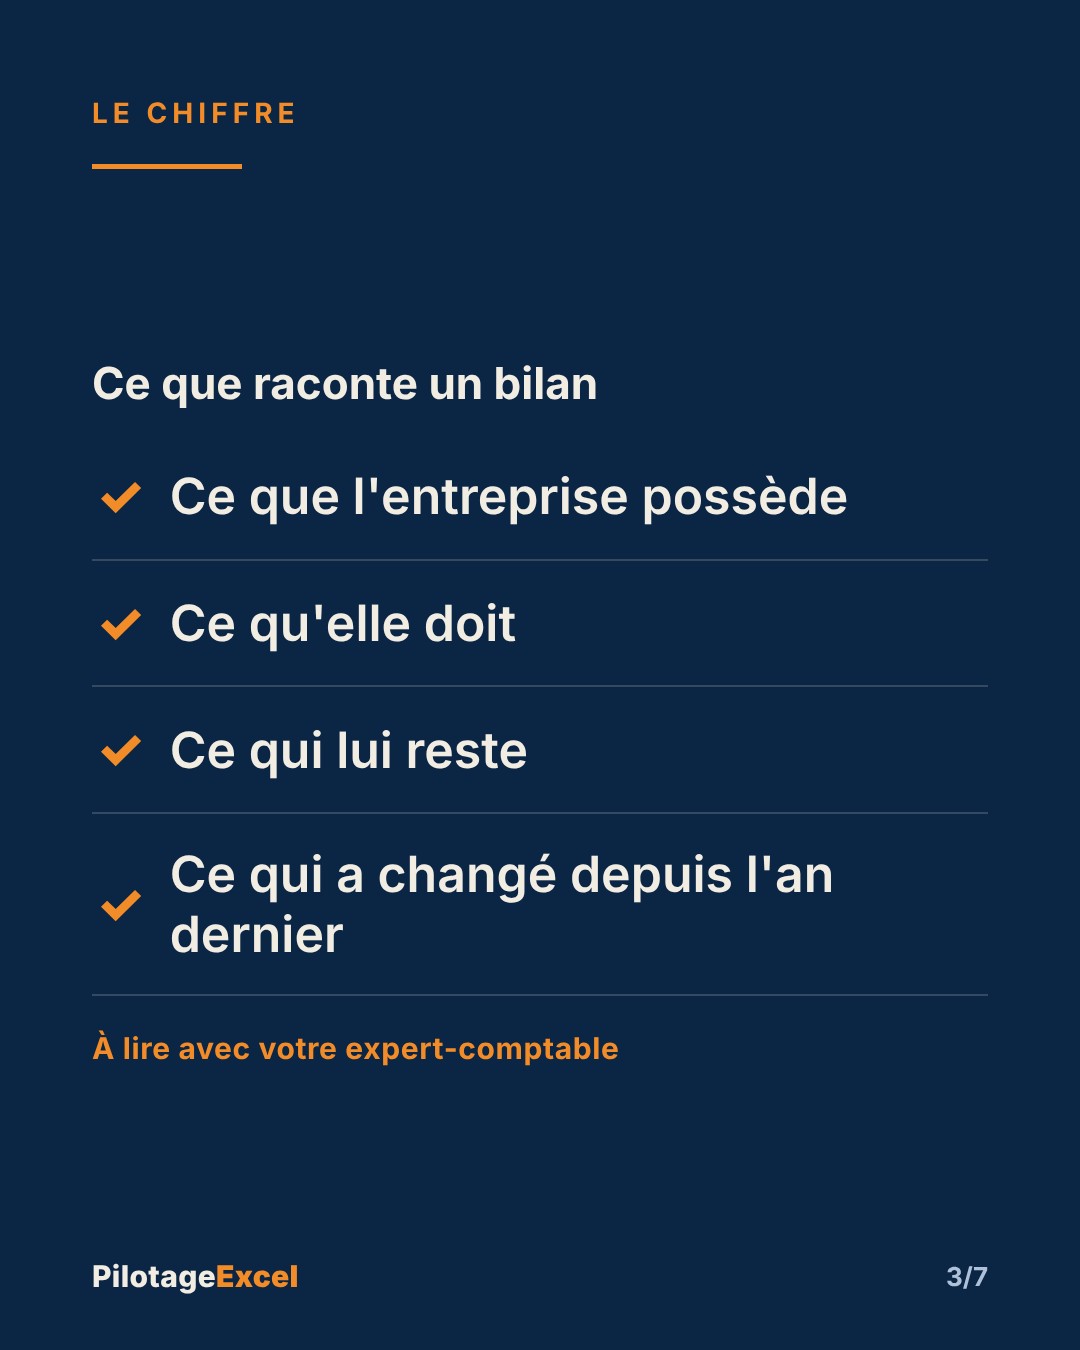 LE CHIFFRE
Ce que raconte un bilan
Ce que l'entreprise possède
Ce qu'elle doit
Ce qui lui reste
Ce qui a changé depuis l'an
dernier
À lire avec votre expert-comptable
PilotageExcel
3/7